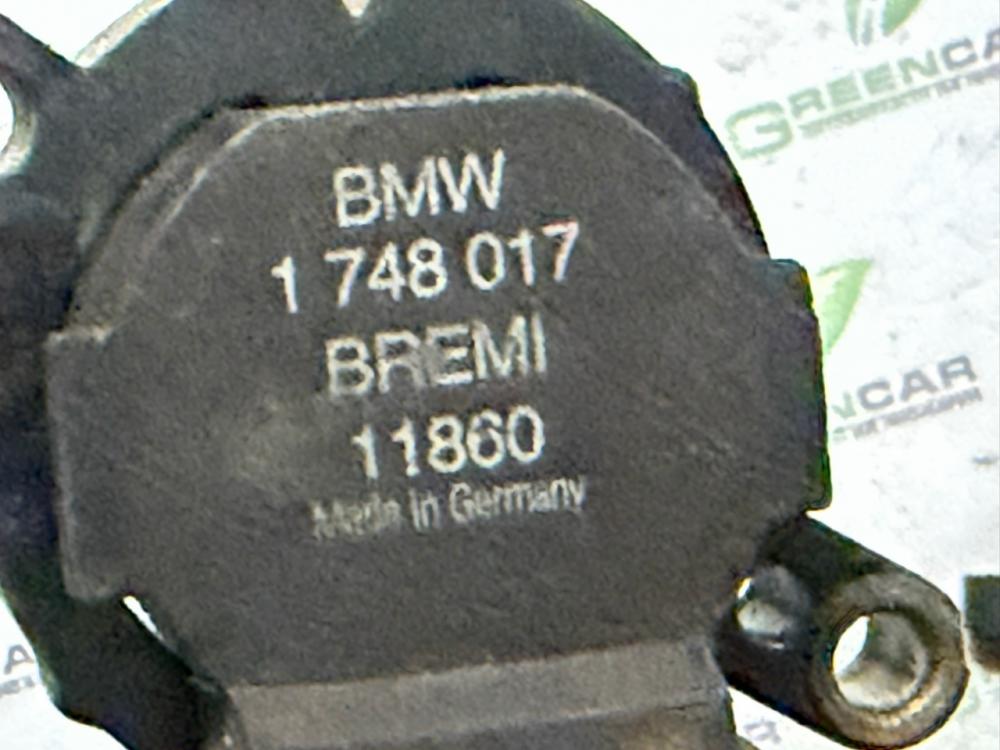 BMW
1 748 017
BREMI
11860
Made in Germany
GREENCAR
NCAR